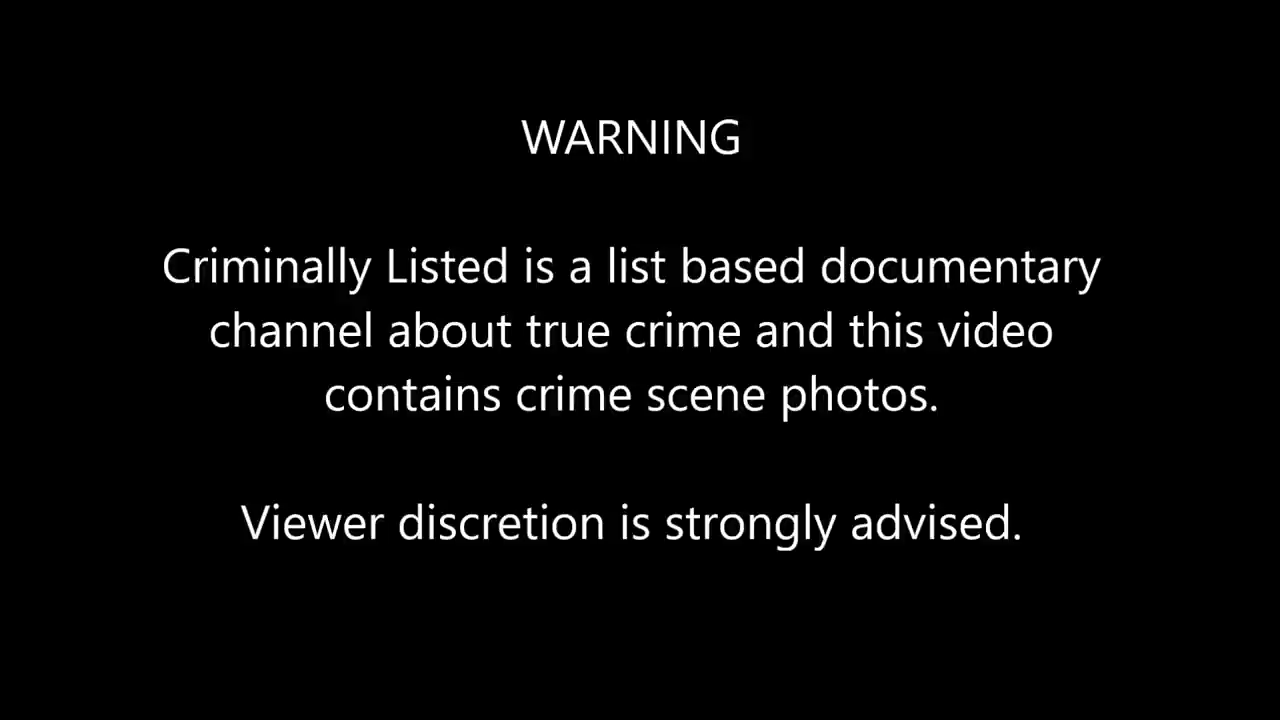 WARNING
Criminally Listed is a list based documentary
channel about true crime and this video
contains crime scene photos.
Viewer discretion is strongly advised.